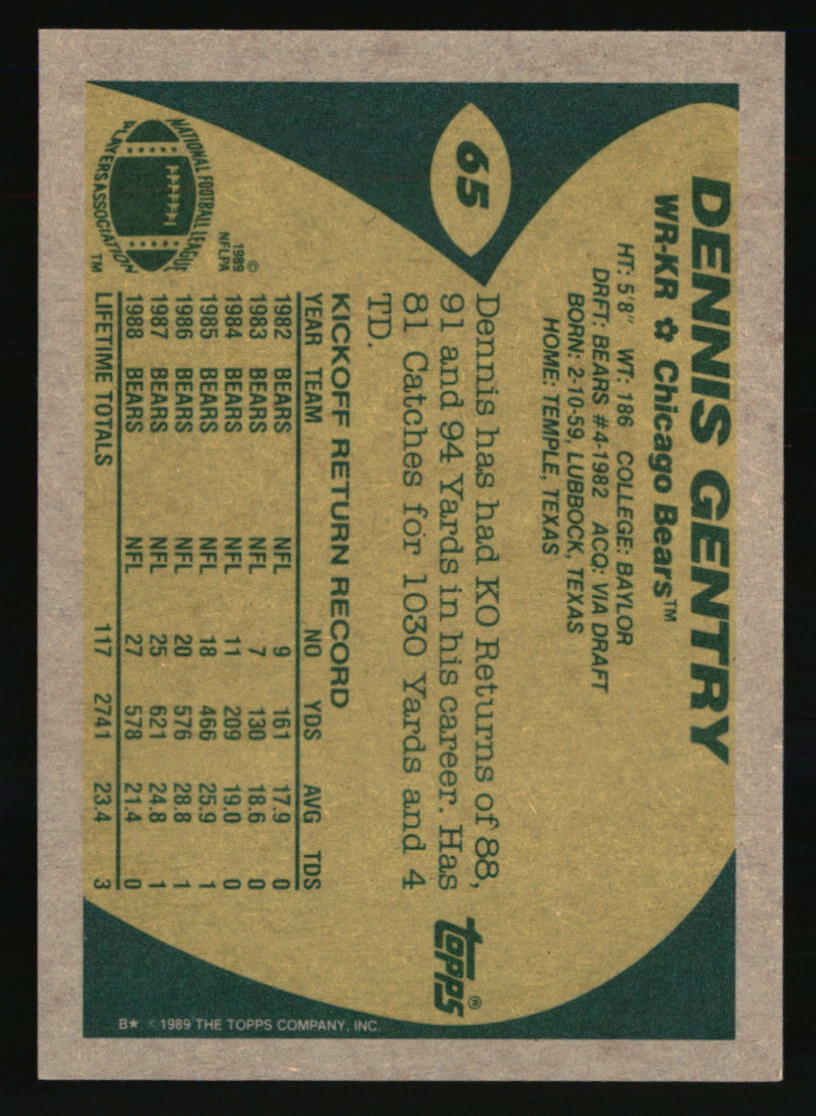 65
DENNIS GENTRY
WR-KR ✿ Chicago Bears™
HT: 5'8" WT: 186 COLLEGE: BAYLOR
DRFT: BEARS #4-1982 ACQ: VIA DRAFT
BORN: 2-10-59, LUBBOCK, TEXAS
HOME: TEMPLE, TEXAS
Dennis has had KO Returns of 88,
91 and 94 Yards in his career. Has
81 Catches for 1030 Yards and 4
TD.
topps®
NATIONAL FOOTBALL LEAGUE
PLAYERS ASSOCIATION
TM
©
1989
NFLPA
KICKOFF RETURN RECORD
YEAR TEAM NO YDS AVG TDS
1982 BEARS NFL 9 161 17.9 0
1983 BEARS NFL 7 130 18.6 0
1984 BEARS NFL 11 209 19.0 0
1985 BEARS NFL 18 466 25.9 1
1986 BEARS NFL 20 576 28.8 1
1987 BEARS NFL 25 621 24.8 1
1988 BEARS NFL 27 578 21.4 0
LIFETIME TOTALS 117 2741 23.4 3
B★ © 1989 THE TOPPS COMPANY, INC.